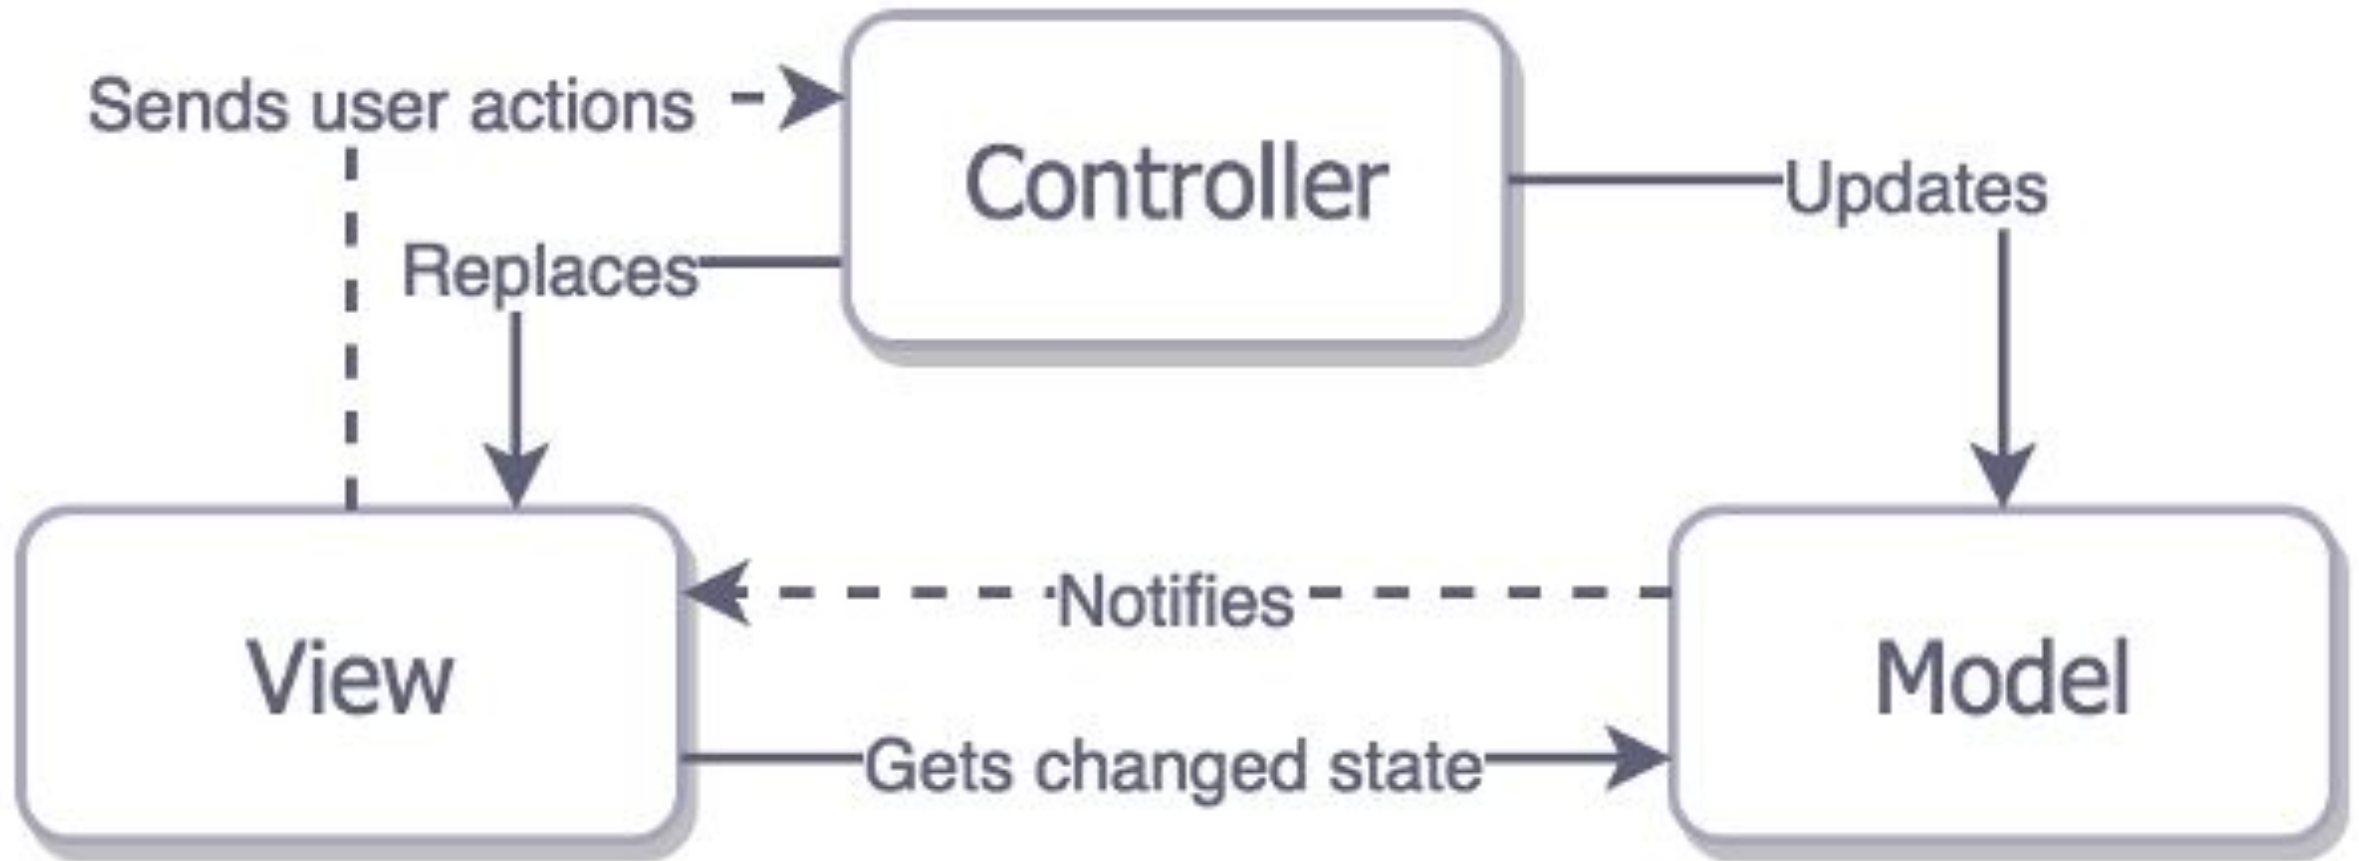 Sends user actions
Controller
Updates
Replaces
Notifies
View
Model
Gets changed state